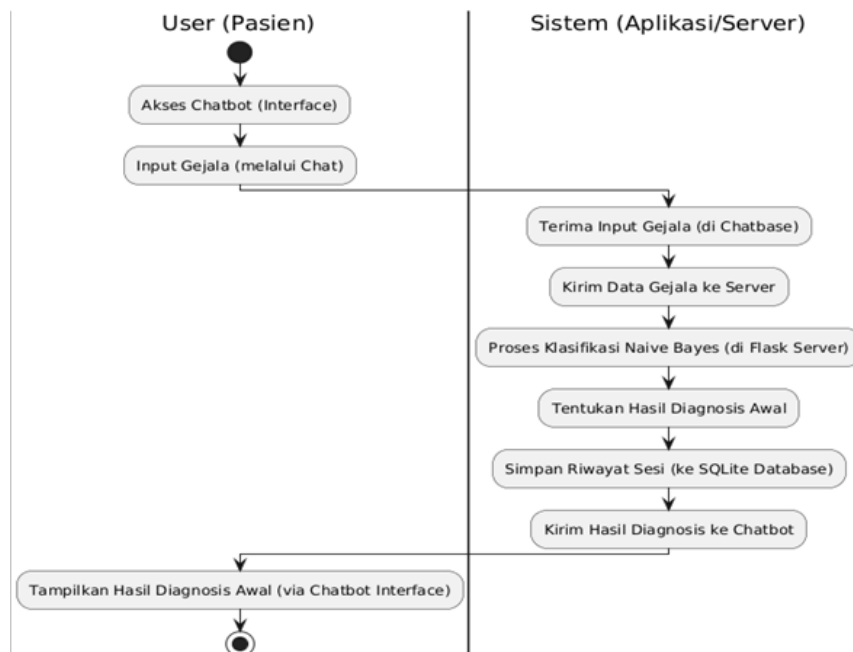 User (Pasien)
Sistem (Aplikasi/Server)
Akses Chatbot (Interface)
Input Gejala (melalui Chat)
Terima Input Gejala (di Chatbase)
Kirim Data Gejala ke Server
Proses Klasifikasi Naive Bayes (di Flask Server)
Tentukan Hasil Diagnosis Awal
Simpan Riwayat Sesi (ke SQLite Database)
Kirim Hasil Diagnosis ke Chatbot
Tampilkan Hasil Diagnosis Awal (via Chatbot Interface)